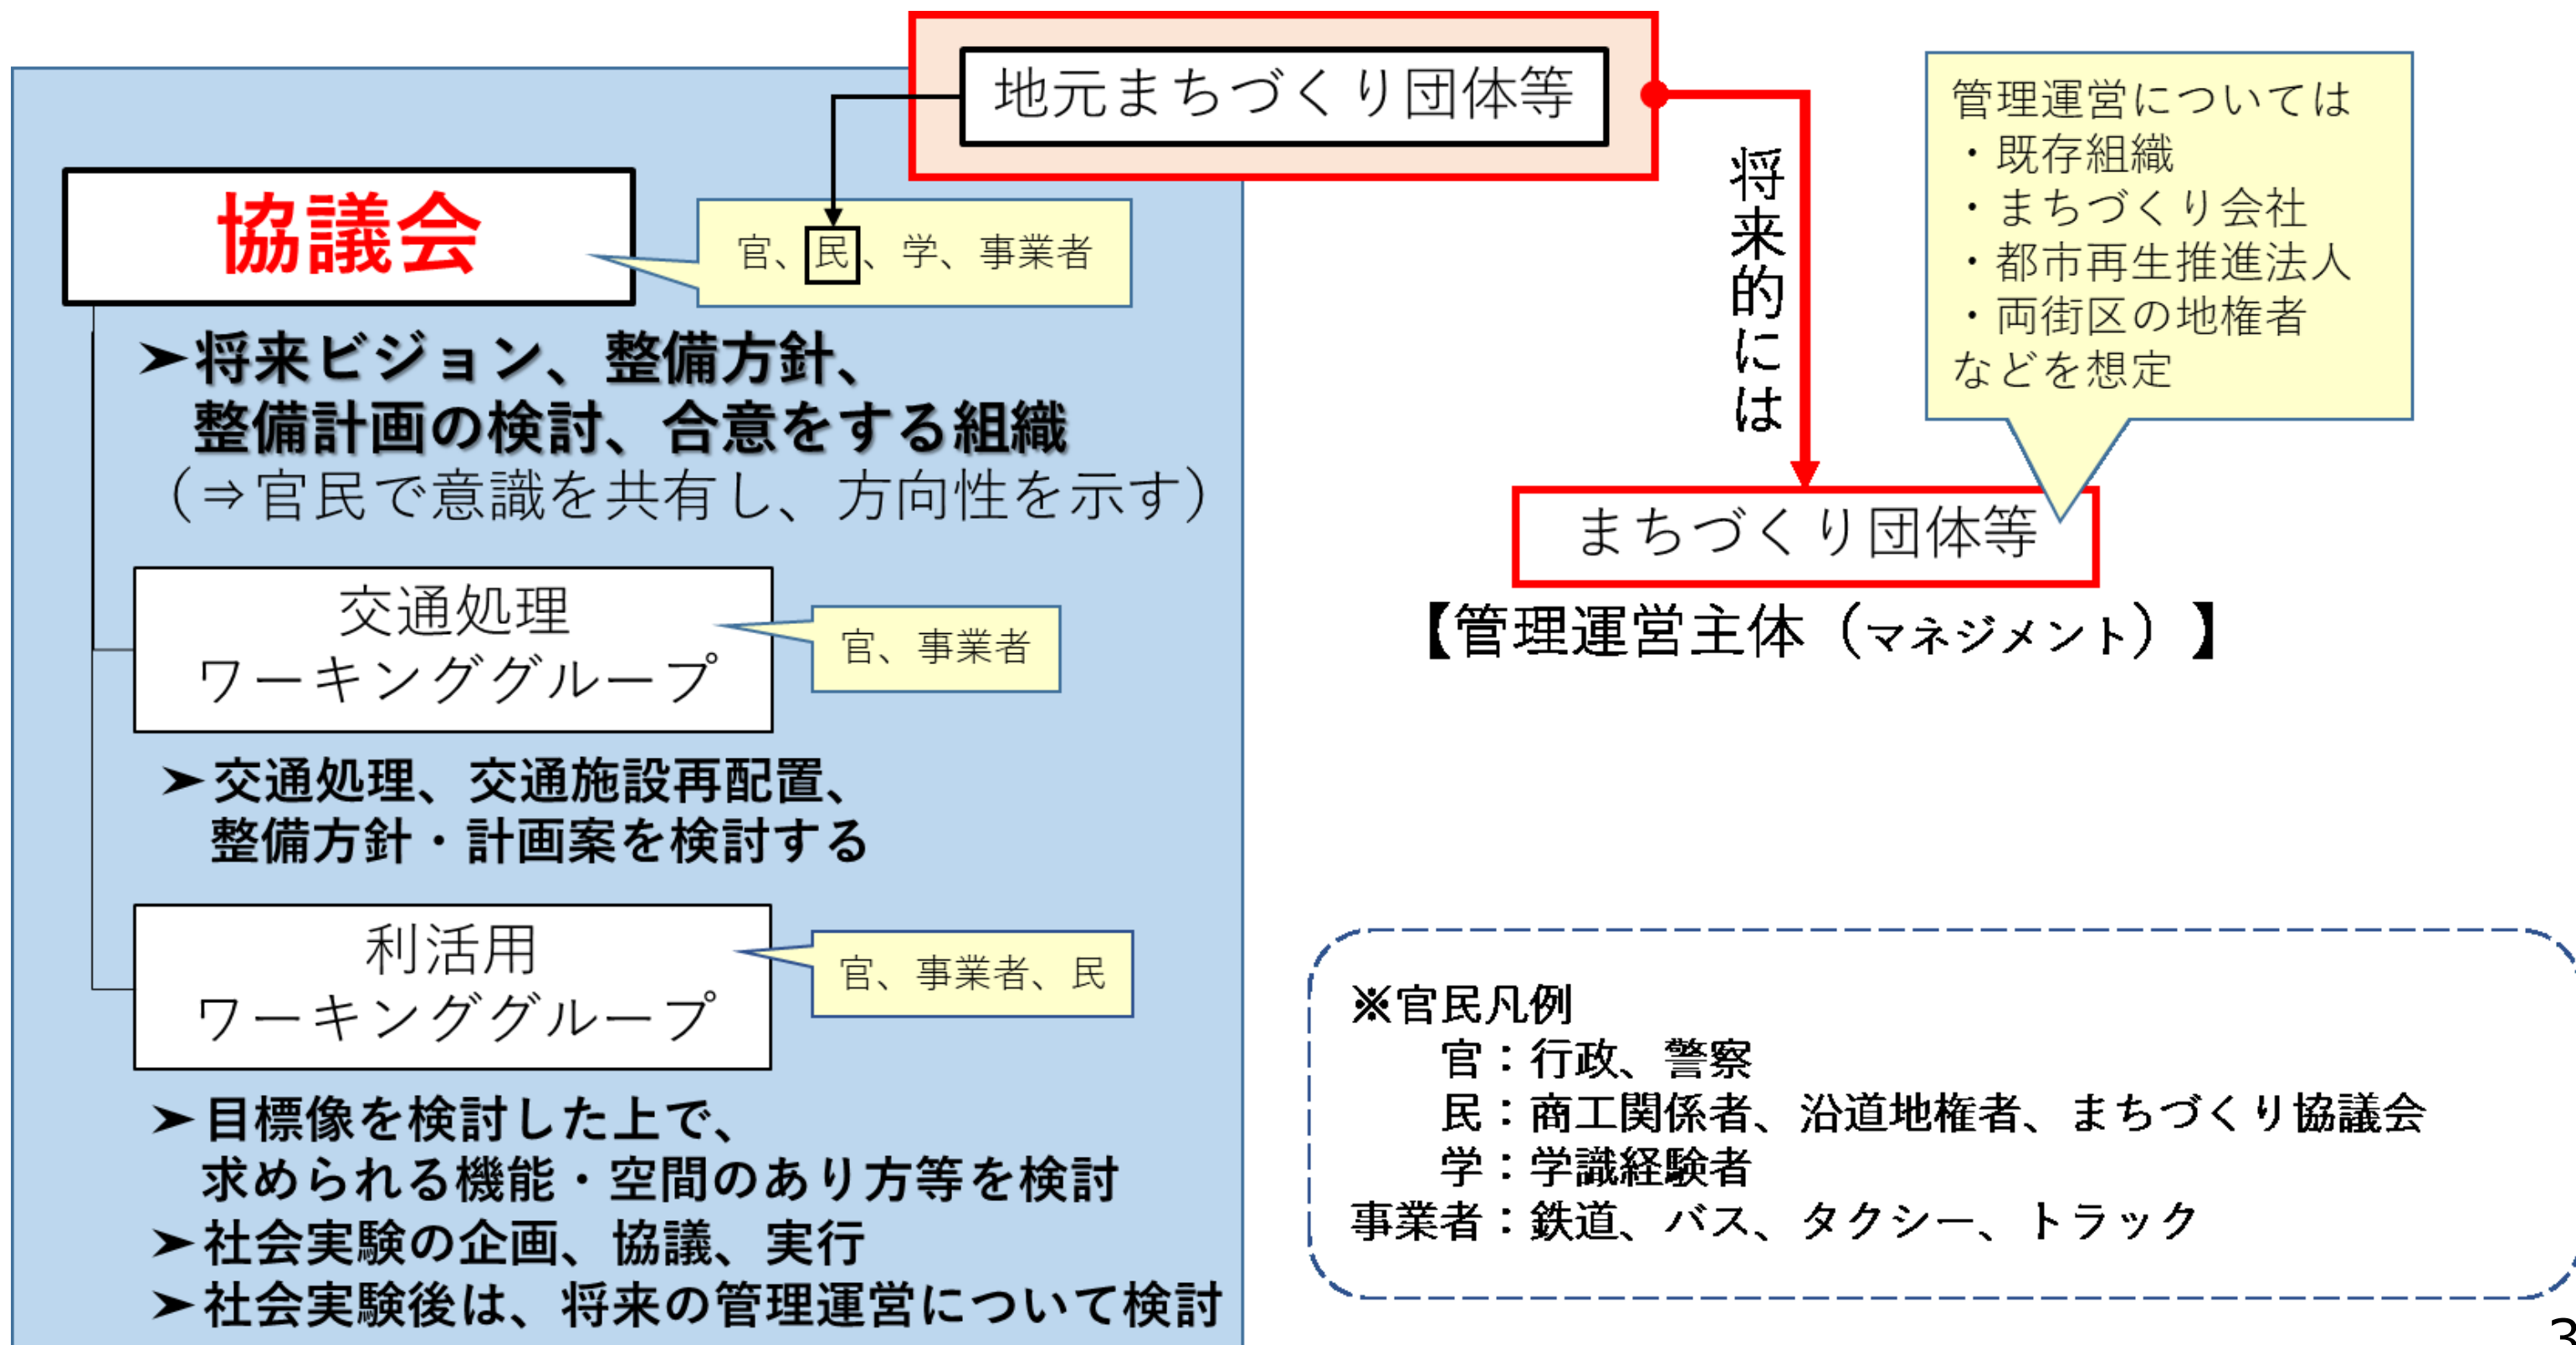 地元まちづくり団体等
協議会
官、民、学、事業者
➤将来ビジョン、整備方針、
整備計画の検討、合意をする組織
（⇒官民で意識を共有し、方向性を示す）
交通処理
ワーキンググループ
官、事業者
➤交通処理、交通施設再配置、
整備方針・計画案を検討する
利活用
ワーキンググループ
官、事業者、民
➤目標像を検討した上で、
求められる機能・空間のあり方等を検討
➤社会実験の企画、協議、実行
➤社会実験後は、将来の管理運営について検討
将来的には
管理運営については
・既存組織
・まちづくり会社
・都市再生推進法人
・両街区の地権者
などを想定
まちづくり団体等
【管理運営主体（マネジメント）】
※官民凡例
官：行政、警察
民：商工関係者、沿道地権者、まちづくり協議会
学：学識経験者
事業者：鉄道、バス、タクシー、トラック
3